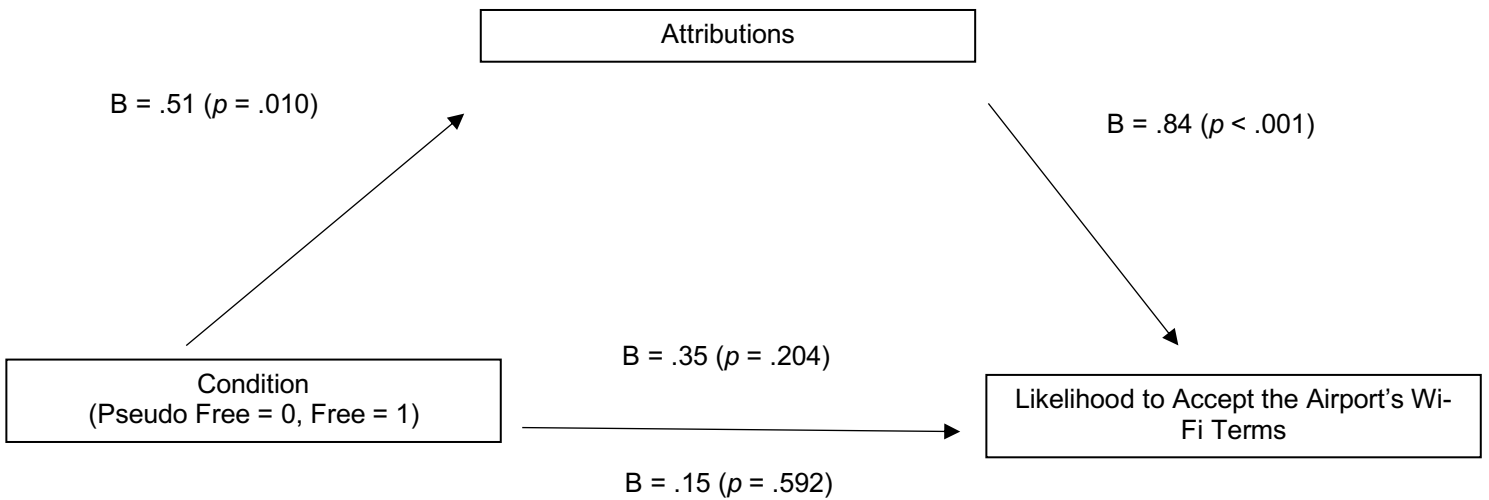 Attributions
B = .51 (p = .010)
B = .84 (p < .001)
B = .35 (p = .204)
Condition
(Pseudo Free = 0, Free = 1)
Likelihood to Accept the Airport’s Wi-
Fi Terms
B = .15 (p = .592)